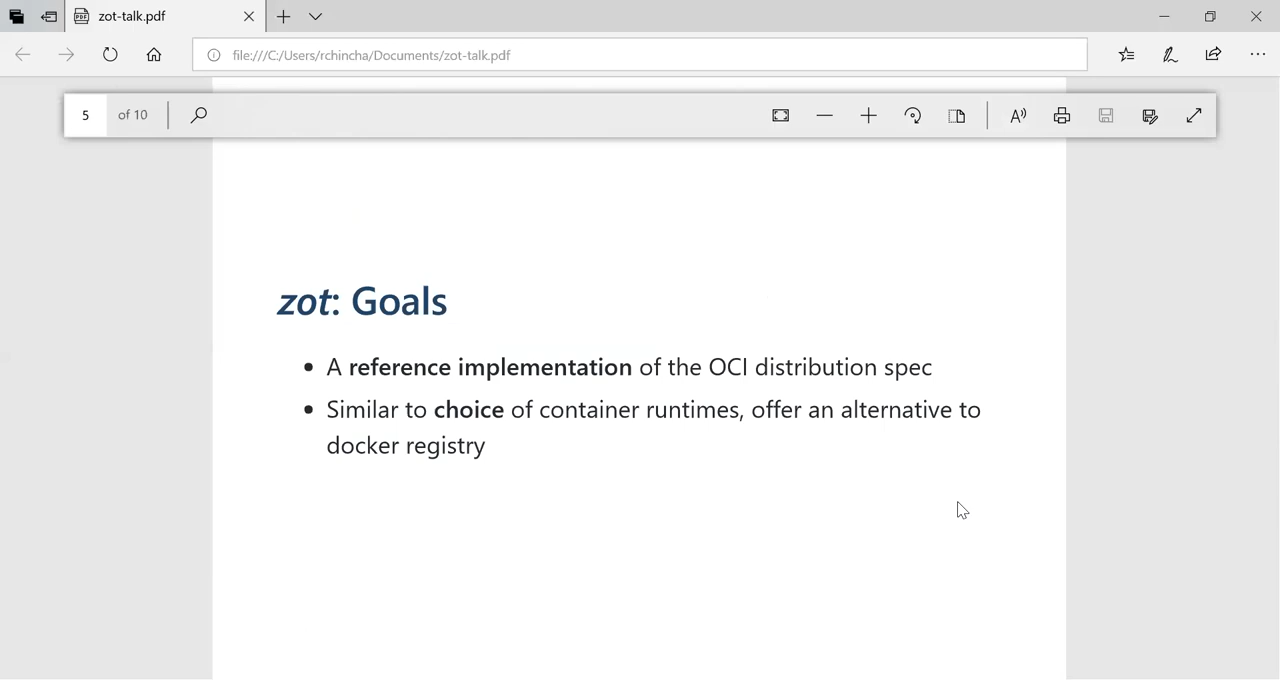 zot-talk.pdf
file:///C:/Users/rchincha/Documents/zot-talk.pdf
5 of 10
zot: Goals
• A reference implementation of the OCI distribution spec
• Similar to choice of container runtimes, offer an alternative to
docker registry